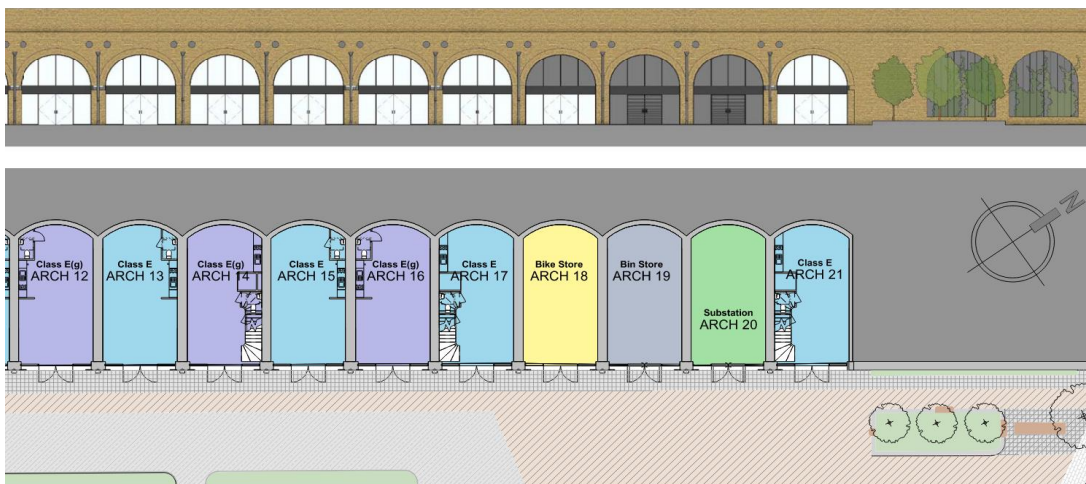 N
Class E(g)
ARCH 12
Class E
ARCH 13
Class E(g)
ARCH 14
Class E
ARCH 15
Class E(g)
ARCH 16
Class E
ARCH 17
Bike Store
ARCH 18
Bin Store
ARCH 19
Substation
ARCH 20
Class E
ARCH 21